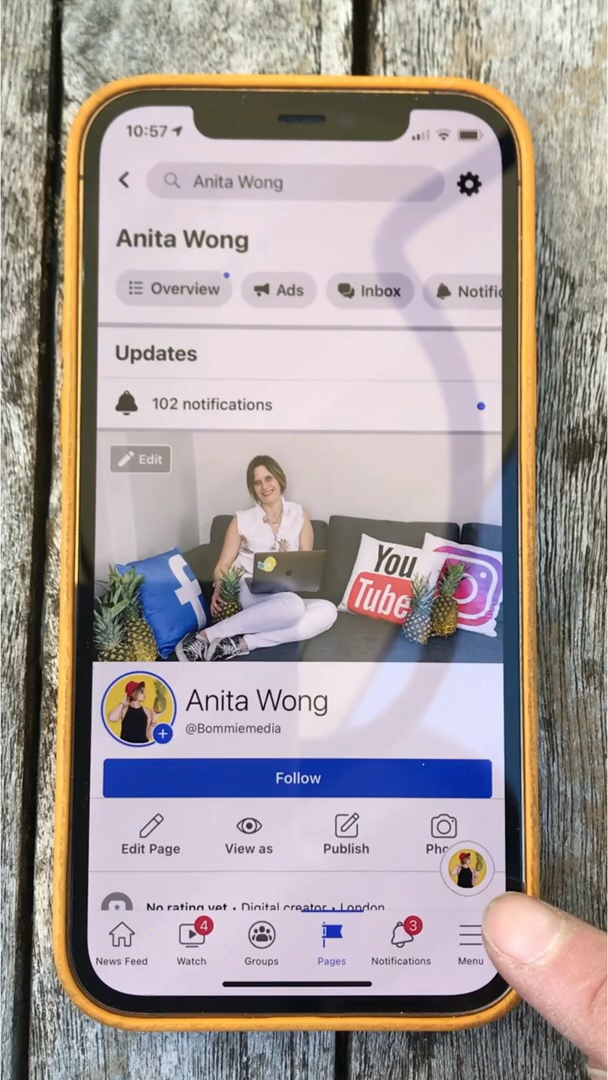 10:57
Anita Wong
Anita Wong
Overview Ads Inbox Notific
Updates
102 notifications
Edit
You
Tube
Anita Wong
@Bommiemedia
Follow
Edit Page View as Publish Pho
No rating yet · Digital creator · London
4 3
News Feed Watch Groups Pages Notifications Menu